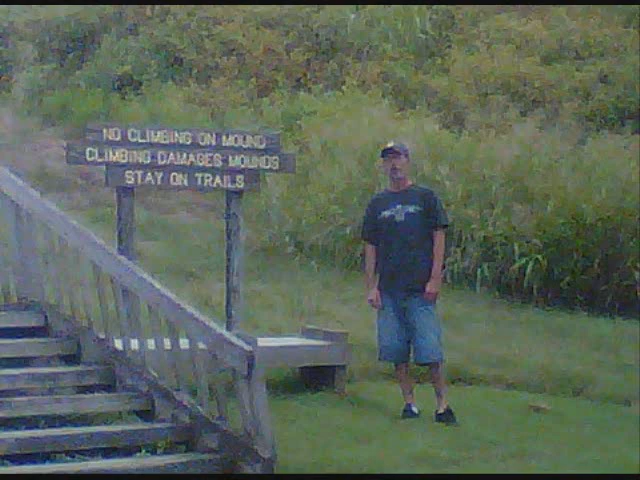 NO CLIMBING ON MOUND
CLIMBING DAMAGES MOUNDS
STAY ON TRAILS